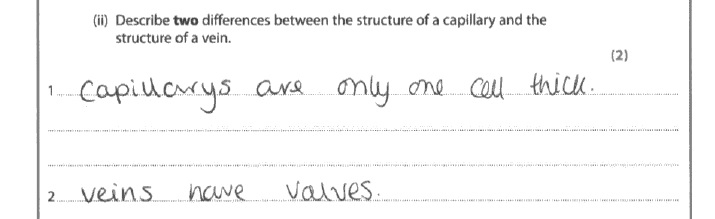 (ii) Describe two differences between the structure of a capillary and the
structure of a vein.
(2)
1 Capillarys are only one cell thick.
2 veins have valves.